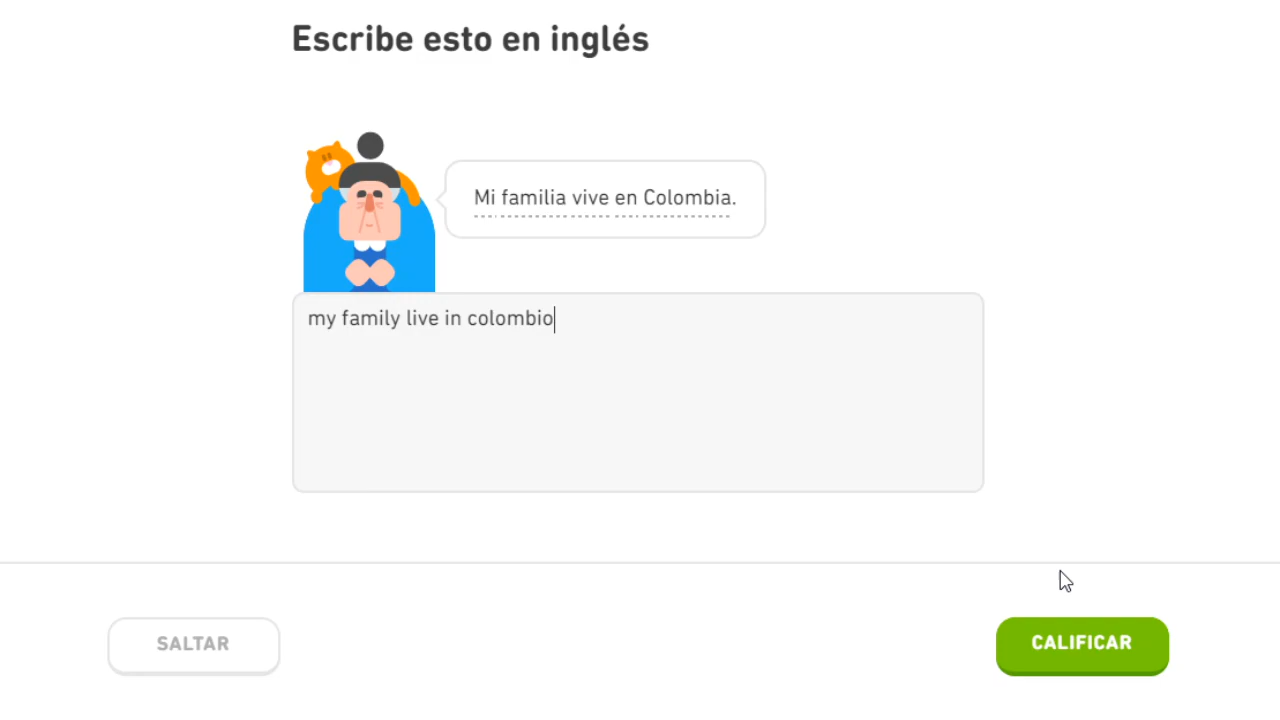 Escribe esto en inglés
Mi familia vive en Colombia.
my family live in colombio
SALTAR
CALIFICAR